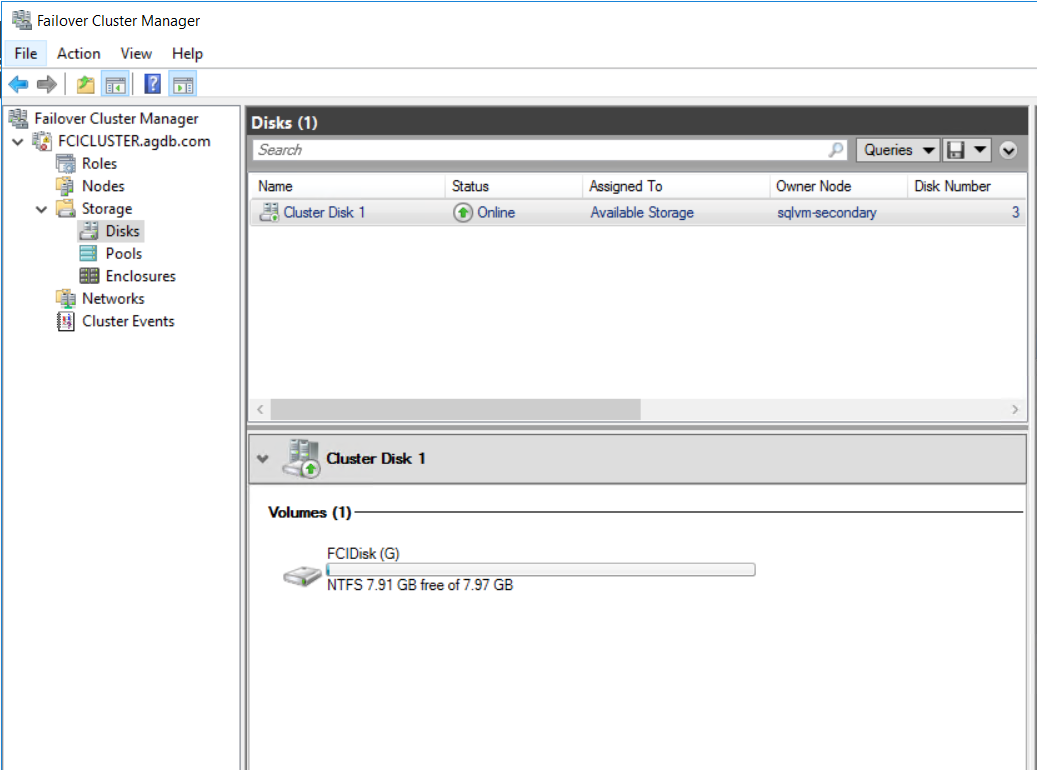 Failover Cluster Manager
File Action View Help
Failover Cluster Manager
FCICLUSTER.agdb.com
Roles
Nodes
Storage
Disks
Pools
Enclosures
Networks
Cluster Events
Disks (1)
Search Queries
Name Status Assigned To Owner Node Disk Number
Cluster Disk 1 Online Available Storage sqlvm-secondary 3
Cluster Disk 1
Volumes (1)
FCIDisk (G)
NTFS 7.91 GB free of 7.97 GB